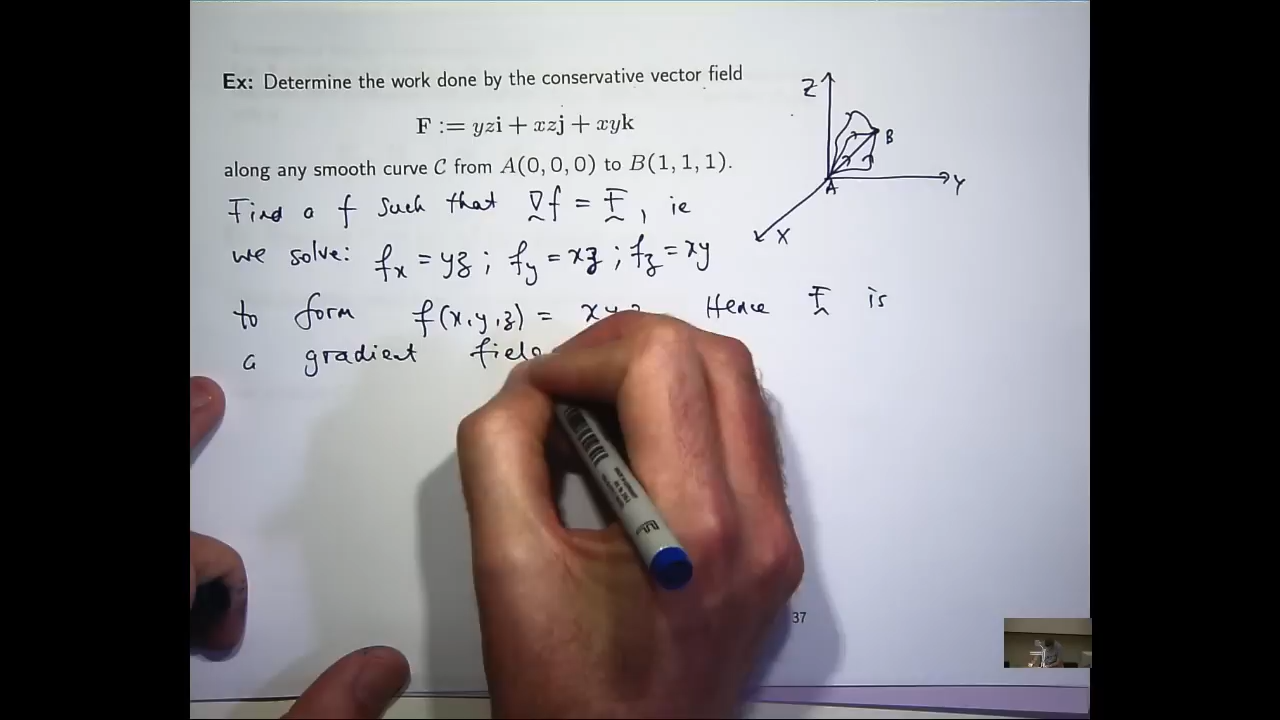 Ex: Determine the work done by the conservative vector field
F := yzi + xzj + xyk
along any smooth curve C from A(0, 0, 0) to B(1, 1, 1).
Find a f such that ∇f = F, ie
we solve: fx = yz ; fy = xz ; fz = xy
to form f(x,y,z) = xyz Hence F is
a gradient field
Z
B
A
Y
X
37